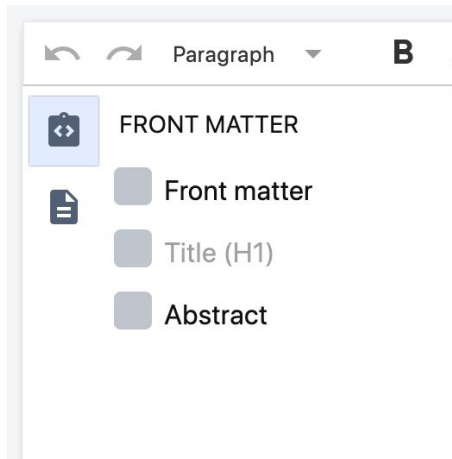 Paragraph B
FRONT MATTER
Front matter
Title (H1)
Abstract